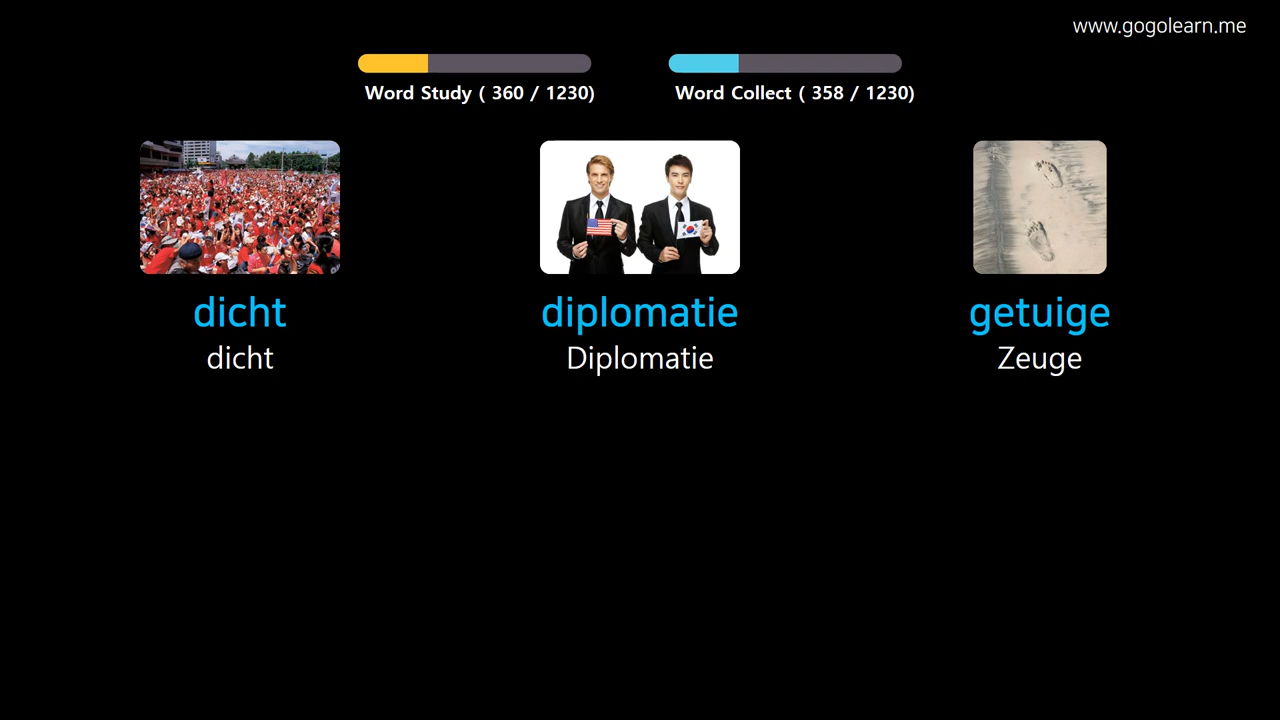 www.gogolearn.me
Word Study ( 360 / 1230)
Word Collect ( 358 / 1230)
dicht
diplomatie
getuige
dicht
Diplomatie
Zeuge